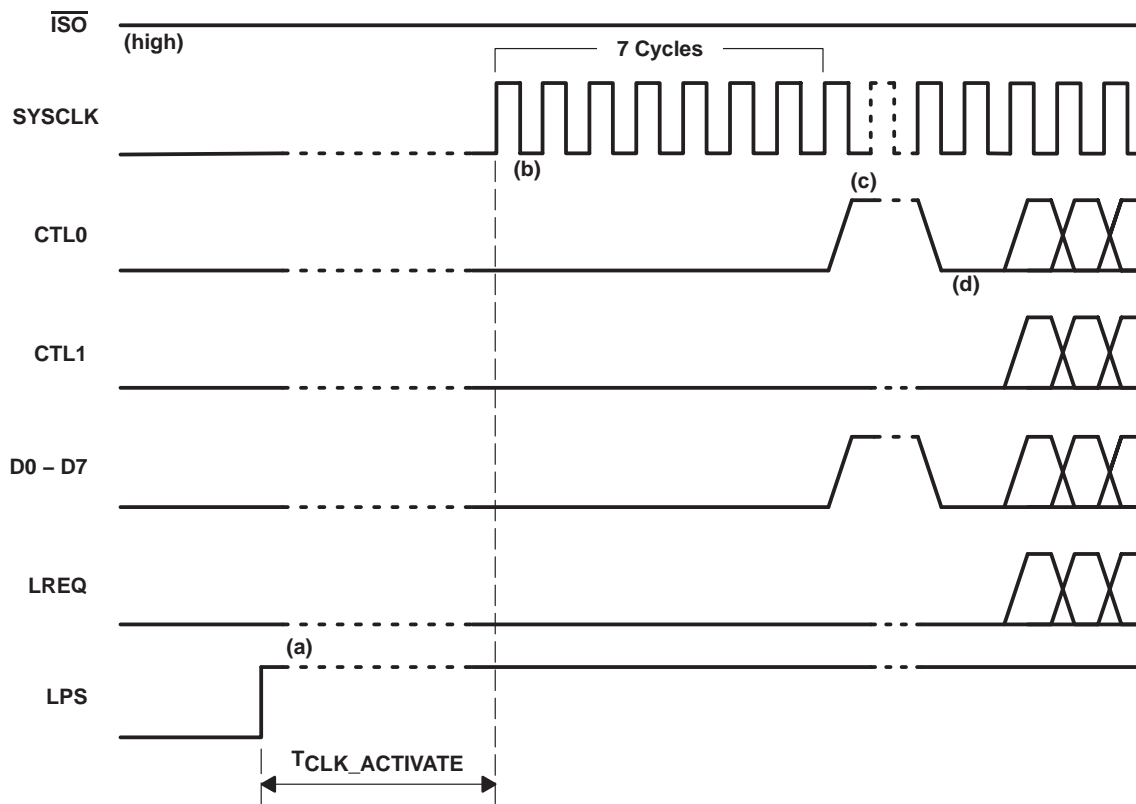 ISO
(high)
7 Cycles
SYSCLK
(b)
(c)
CTL0
(d)
CTL1
D0 – D7
LREQ
(a)
LPS
TCLK_ACTIVATE